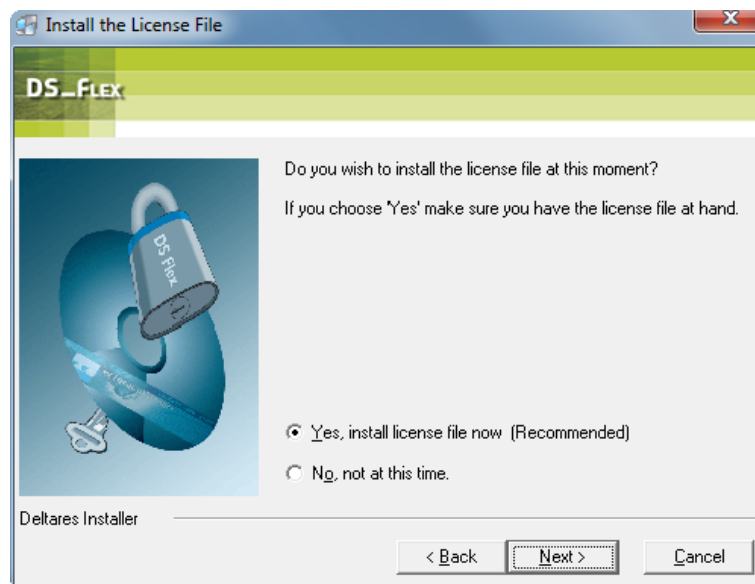 Install the License File
DS_FLEX
Do you wish to install the license file at this moment?
If you choose 'Yes' make sure you have the license file at hand.
DS Flex
Yes, install license file now (Recommended)
No, not at this time.
Deltares Installer
< Back
Next >
Cancel